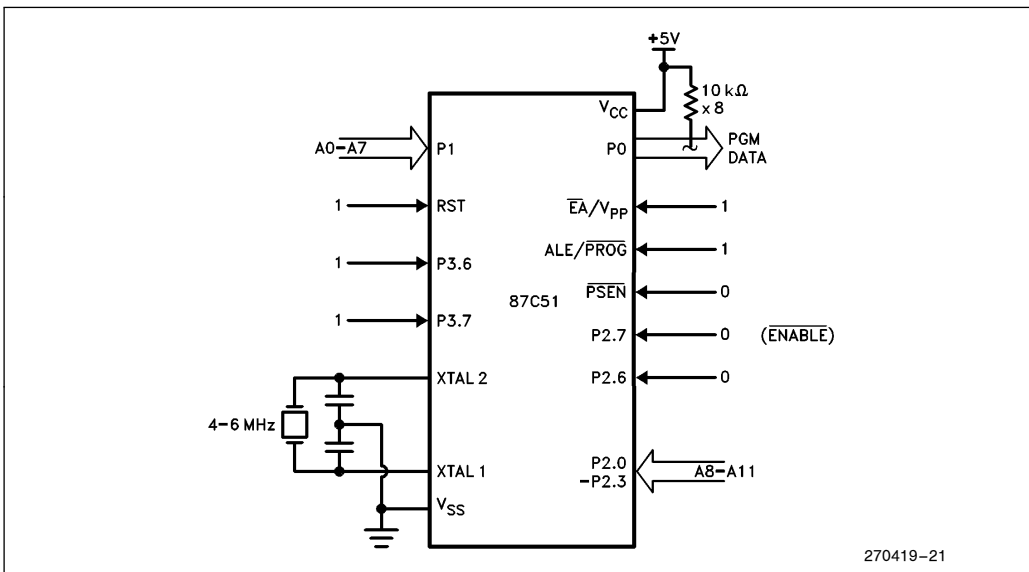 +5V
VCC
10 kΩ
x 8
A0–A7
P1
P0
PGM
DATA
1
RST
EA/VPP
1
ALE/PROG
1
1
P3.6
PSEN
0
87C51
1
P3.7
P2.7
0
(ENABLE)
XTAL 2
P2.6
0
4–6 MHz
XTAL 1
P2.0
–P2.3
A8–A11
VSS
270419–21